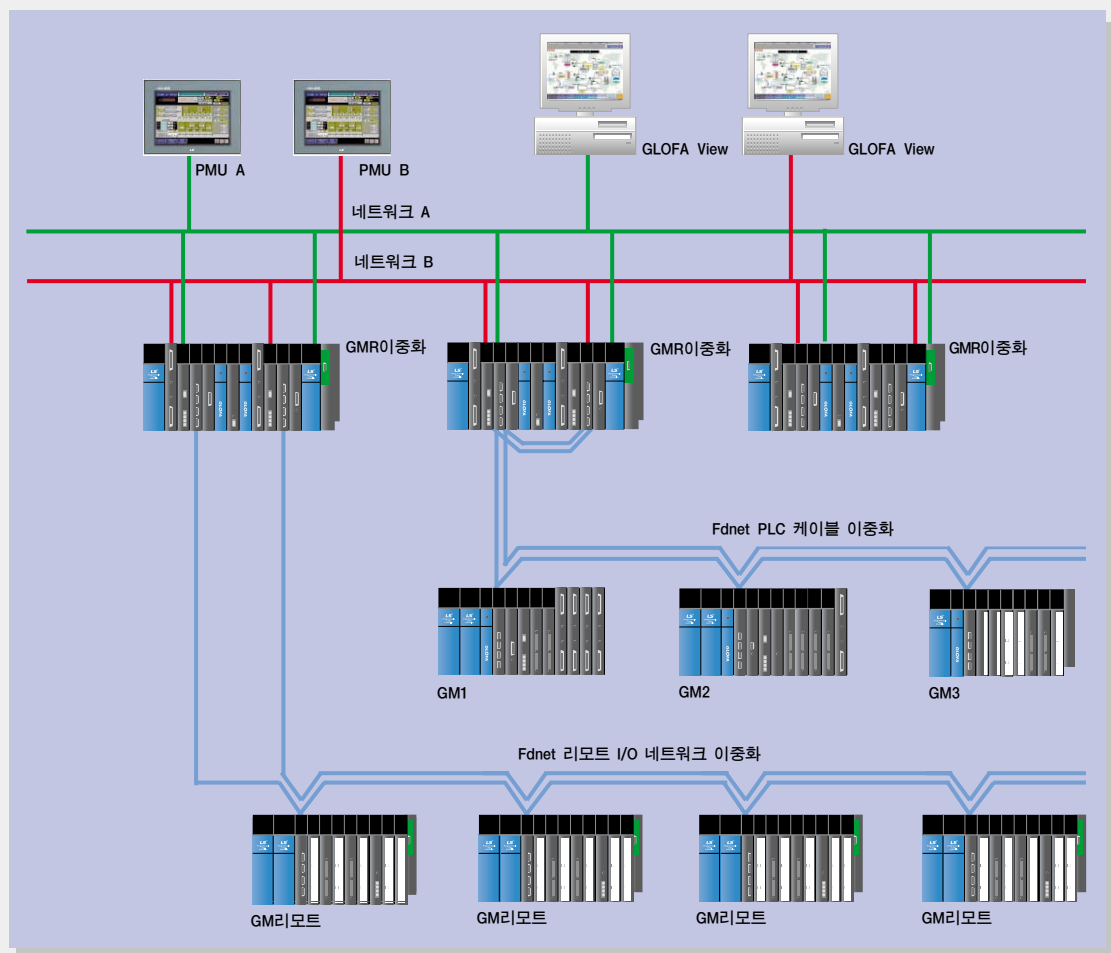 PMU A
PMU B
GLOFA View
GLOFA View
네트워크 A
네트워크 B
GMR이중화
GMR이중화
GMR이중화
Fdnet PLC 케이블 이중화
GM1
GM2
GM3
Fdnet 리모트 I/O 네트워크 이중화
GM리모트
GM리모트
GM리모트
GM리모트